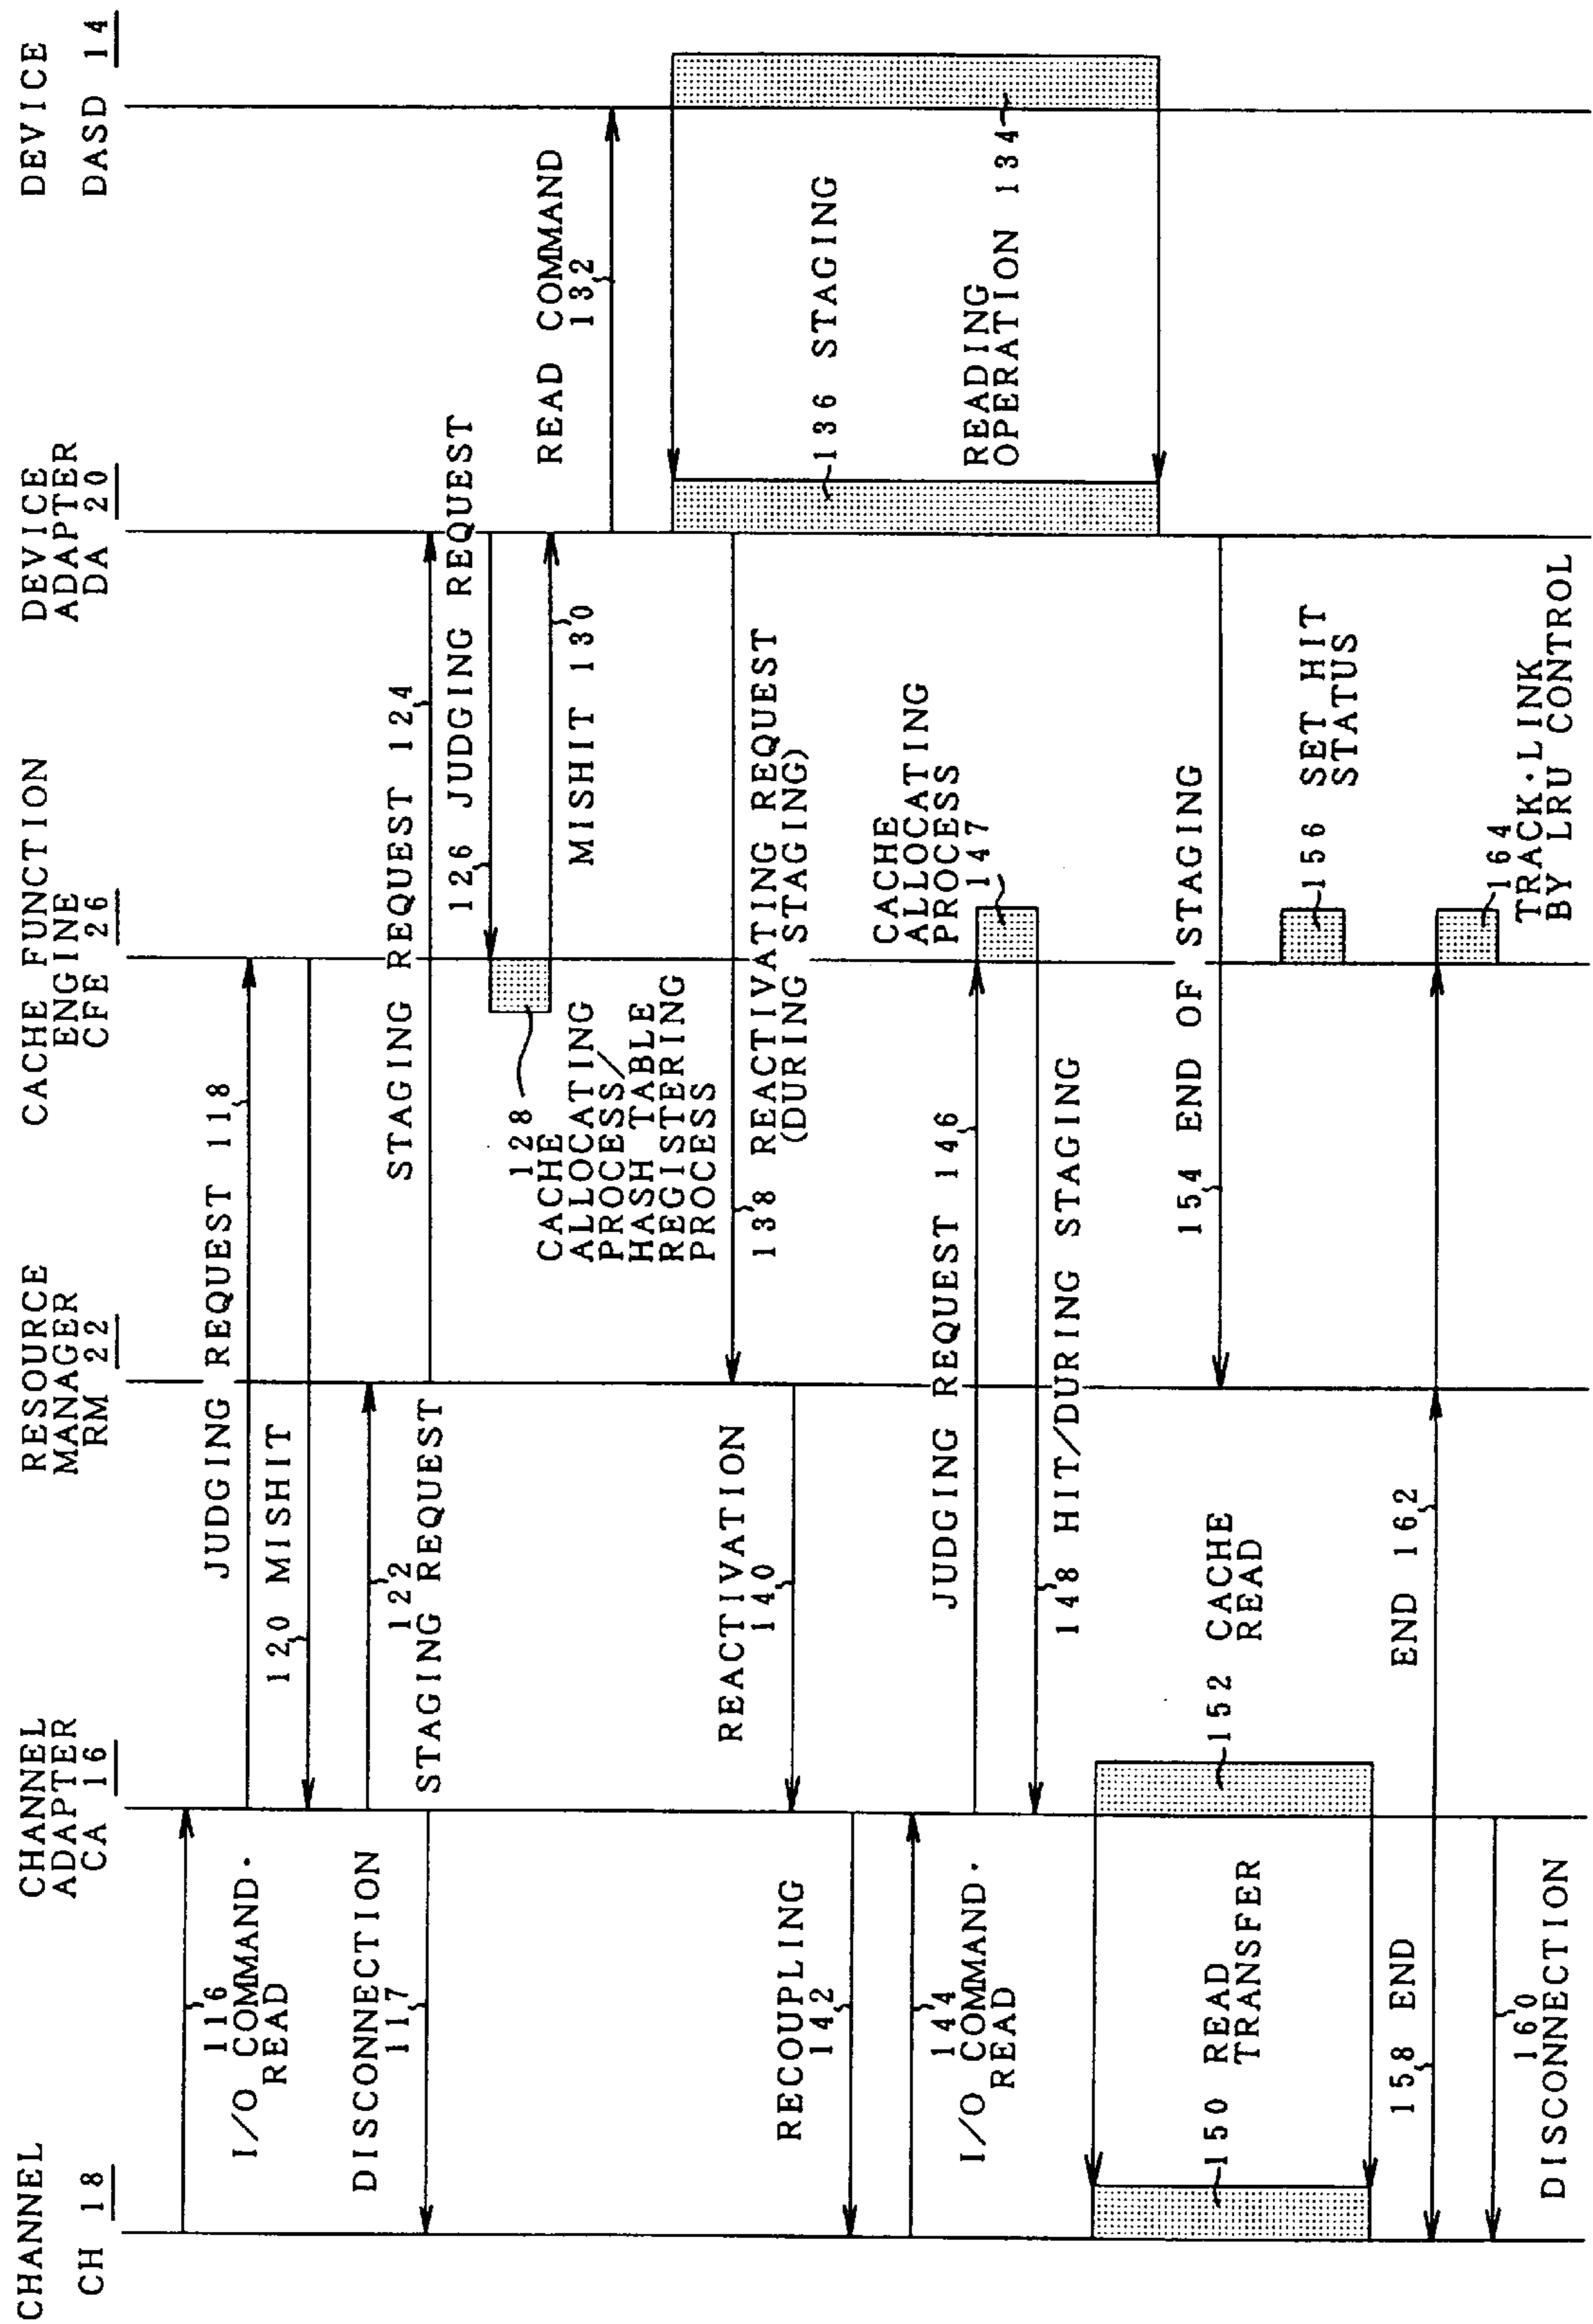 CHANNEL
CH 18
CHANNEL
ADAPTER
CA 16
RESOURCE
MANAGER
RM 22
CACHE FUNCTION
ENGINE
CFE 26
DEVICE
ADAPTER
DA 20
DEVICE
DASD 14
116
I/O COMMAND·
READ
JUDGING REQUEST 118
120 MISHIT
122
STAGING REQUEST
DISCONNECTION
117
STAGING REQUEST 124
126 JUDGING REQUEST
128
CACHE
ALLOCATING
PROCESS/
HASH TABLE
REGISTERING
PROCESS
MISHIT 130
READ COMMAND
132
136 STAGING
READING
OPERATION 134
138 REACTIVATING REQUEST
(DURING STAGING)
REACTIVATION
140
RECOUPLING
142
144
I/O COMMAND·
READ
JUDGING REQUEST 146
CACHE
ALLOCATING
PROCESS
147
148 HIT/DURING STAGING
150 READ
TRANSFER
152 CACHE
READ
154 END OF STAGING
156 SET HIT
STATUS
158 END
END 162
164
TRACK·LINK
BY LRU CONTROL
160
DISCONNECTION